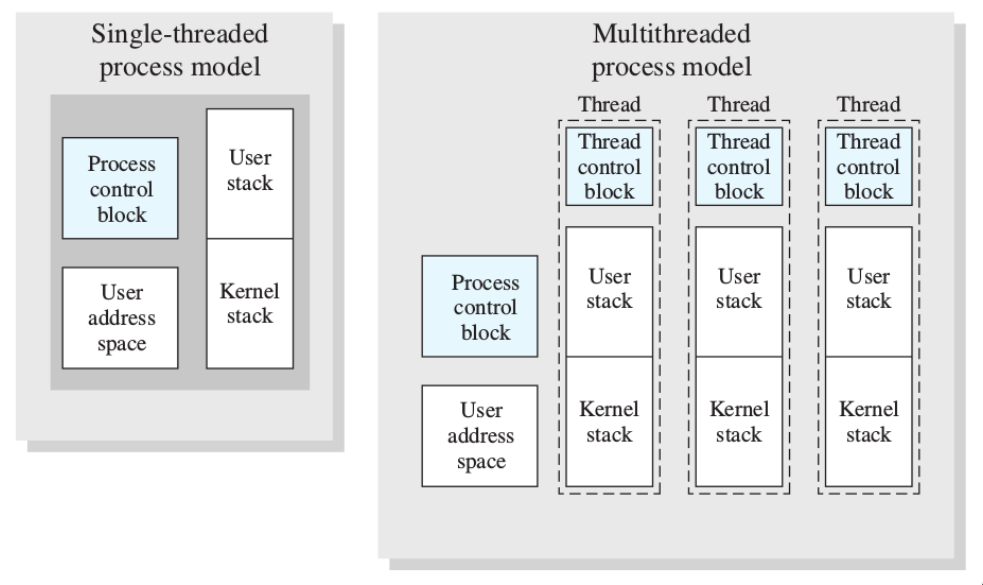 Single-threaded
process model
Process
control
block
User
stack
User
address
space
Kernel
stack
Multithreaded
process model
Thread
Thread
Thread
Thread
control
block
Thread
control
block
Thread
control
block
Process
control
block
User
stack
User
stack
User
stack
User
address
space
Kernel
stack
Kernel
stack
Kernel
stack